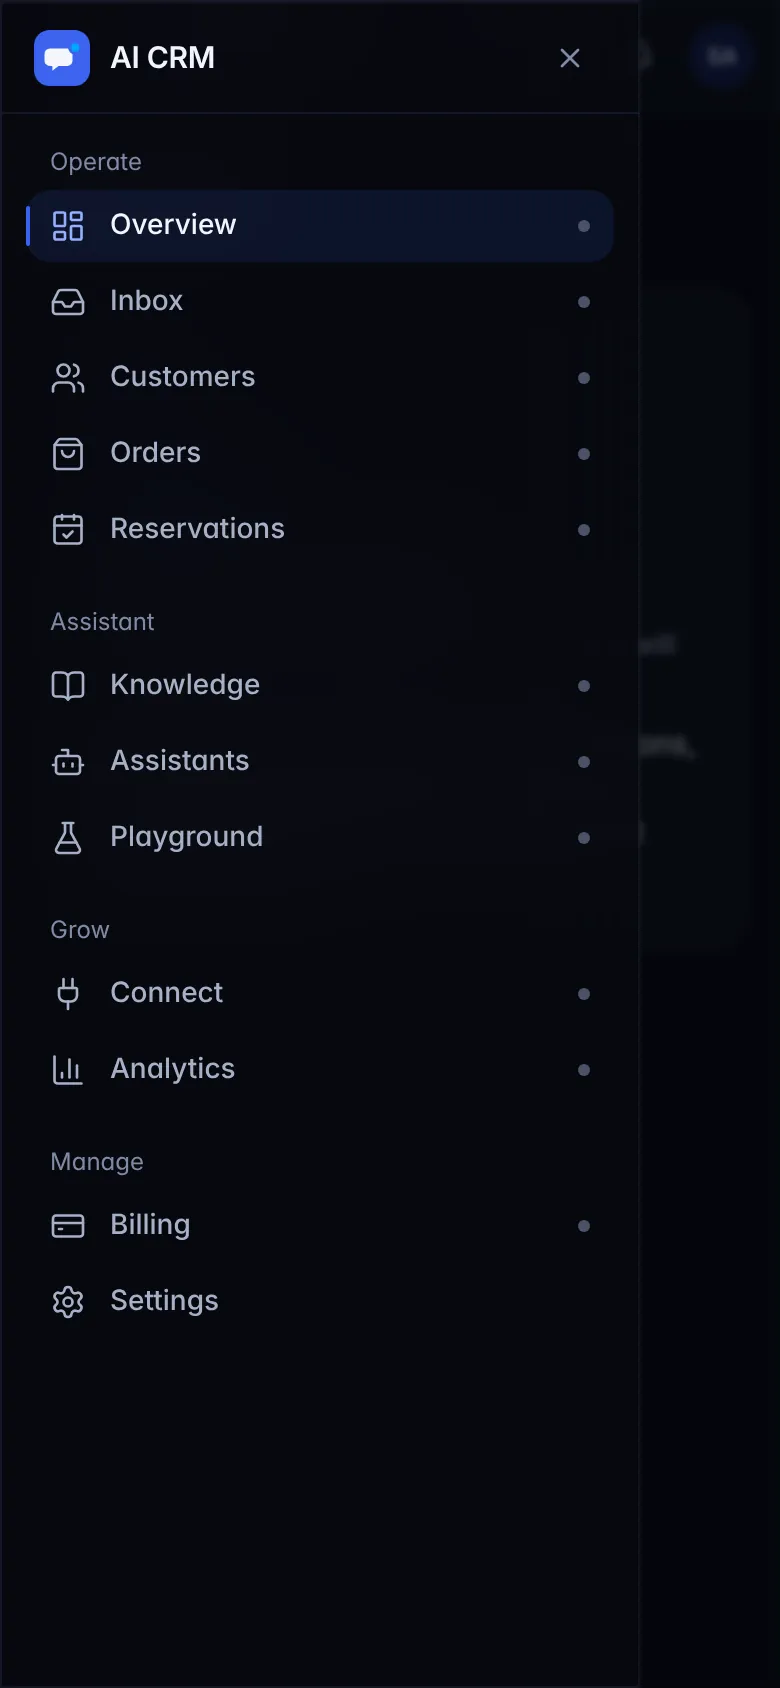 AI CRM
Operate
Overview
Inbox
Customers
Orders
Reservations
Assistant
Knowledge
Assistants
Playground
Grow
Connect
Analytics
Manage
Billing
Settings